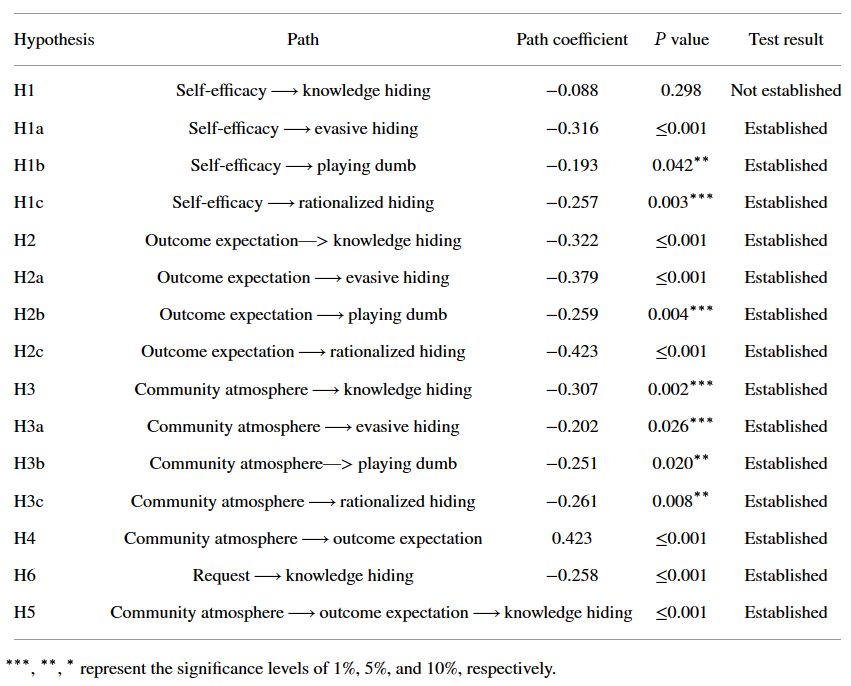 Hypothesis Path Path coefficient P value Test result
H1 Self-efficacy ⟶ knowledge hiding −0.088 0.298 Not established
H1a Self-efficacy ⟶ evasive hiding −0.316 ≤0.001 Established
H1b Self-efficacy ⟶ playing dumb −0.193 0.042** Established
H1c Self-efficacy ⟶ rationalized hiding −0.257 0.003*** Established
H2 Outcome expectation—> knowledge hiding −0.322 ≤0.001 Established
H2a Outcome expectation ⟶ evasive hiding −0.379 ≤0.001 Established
H2b Outcome expectation ⟶ playing dumb −0.259 0.004*** Established
H2c Outcome expectation ⟶ rationalized hiding −0.423 ≤0.001 Established
H3 Community atmosphere ⟶ knowledge hiding −0.307 0.002*** Established
H3a Community atmosphere ⟶ evasive hiding −0.202 0.026*** Established
H3b Community atmosphere—> playing dumb −0.251 0.020** Established
H3c Community atmosphere ⟶ rationalized hiding −0.261 0.008** Established
H4 Community atmosphere ⟶ outcome expectation 0.423 ≤0.001 Established
H6 Request ⟶ knowledge hiding −0.258 ≤0.001 Established
H5 Community atmosphere ⟶ outcome expectation ⟶ knowledge hiding ≤0.001 Established
***, **, * represent the significance levels of 1%, 5%, and 10%, respectively.